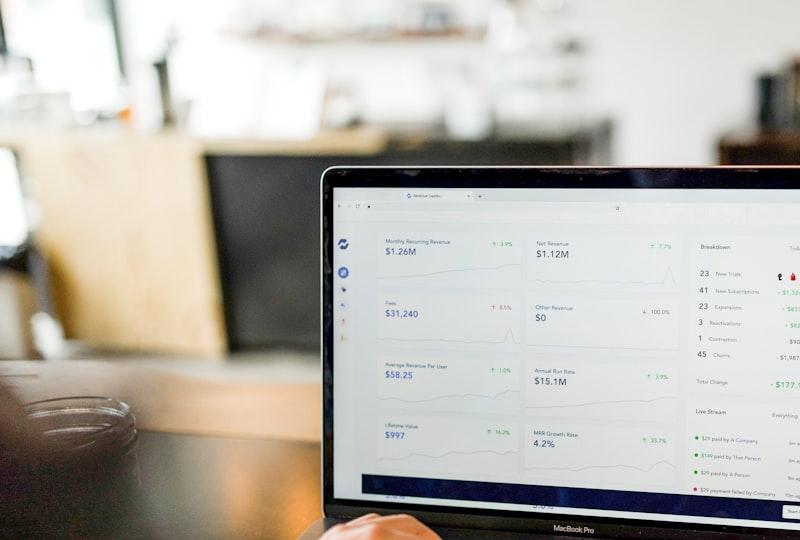 Monthly Recurring Revenue
↑ 3.9%
$1.26M
Net Revenue
↑ 7.7%
$1.12M
Fees
↑ 8.5%
$31,240
Other Revenue
↓ 100.0%
$0
Average Revenue Per User
↑ 1.0%
$58.25
Annual Run Rate
↑ 3.9%
$15.1M
Lifetime Value
↑ 16.2%
$997
MRR Growth Rate
↑ 33.7%
4.2%
Breakdown
23 New Trials
41 New Subscriptions
23 Expansions
3 Reactivations
1 Contraction
45 Churns
Total Change
Live Stream
Everything
$29 paid by A Company
$149 paid by That Person
$29 paid by A Person
$29 payment failed by Company
MacBook Pro